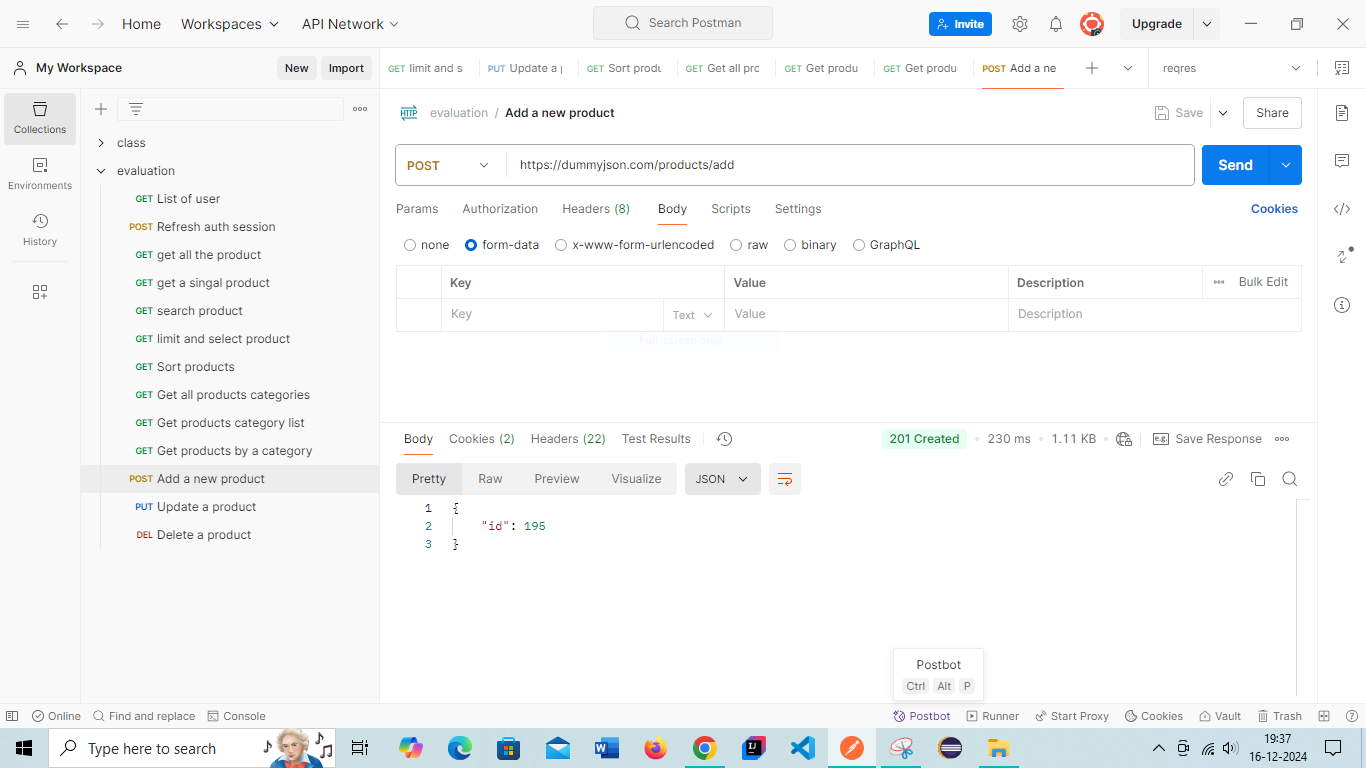 Home Workspaces API Network Search Postman Invite Upgrade
My Workspace New Import GET limit and s PUT Update a p GET Sort produ GET Get all pro GET Get produ GET Get produ POST Add a ne reqres
Collections
Environments
History
class
evaluation
GET List of user
POST Refresh auth session
GET get all the product
GET get a singal product
GET search product
GET limit and select product
GET Sort products
GET Get all products categories
GET Get products category list
GET Get products by a category
POST Add a new product
PUT Update a product
DEL Delete a product
HTTP evaluation / Add a new product Save Share
POST https://dummyjson.com/products/add Send
Params Authorization Headers (8) Body Scripts Settings Cookies
none form-data x-www-form-urlencoded raw binary GraphQL
Key Value Description Bulk Edit
Key Text Value Description
Full-screen Snip
Body Cookies (2) Headers (22) Test Results 201 Created 230 ms 1.11 KB e.g. Save Response
Pretty Raw Preview Visualize JSON
1 {
2 "id": 195
3 }
Postbot
Ctrl Alt P
Online Find and replace Console Postbot Runner Start Proxy Cookies Vault Trash
Type here to search 19:37
16-12-2024